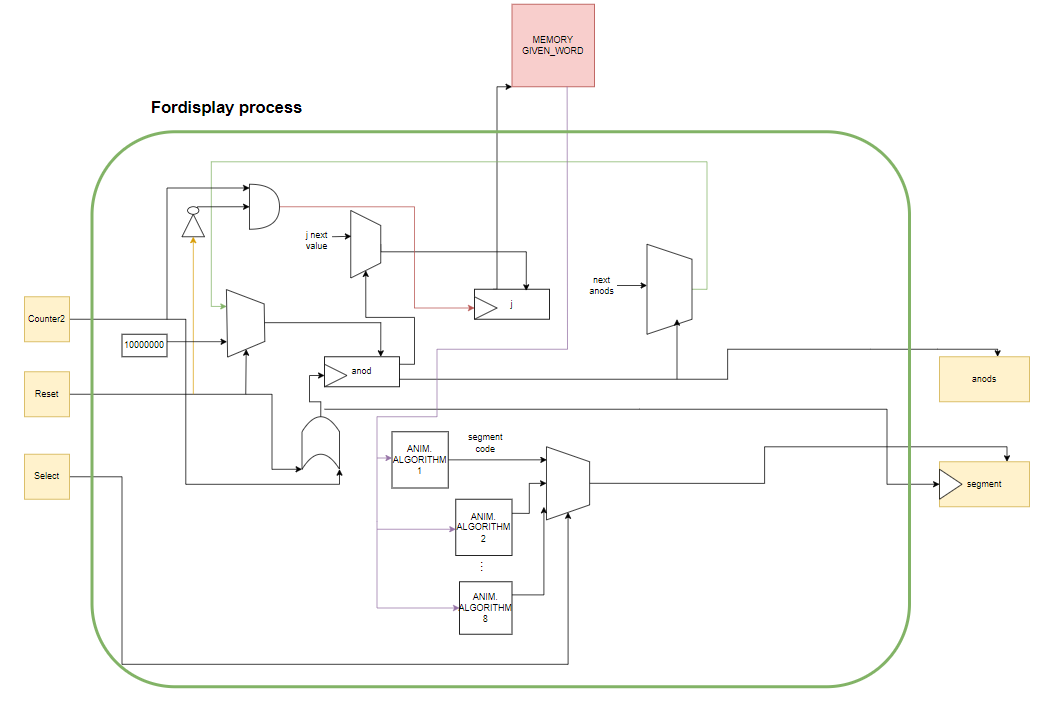 MEMORY
GIVEN_WORD
Fordisplay process
j next
value
next
anods
j
Counter2
10000000
anod
anods
Reset
segment
code
ANIM.
ALGORITHM
1
Select
segment
ANIM.
ALGORITHM
2
⋮
ANIM.
ALGORITHM
8